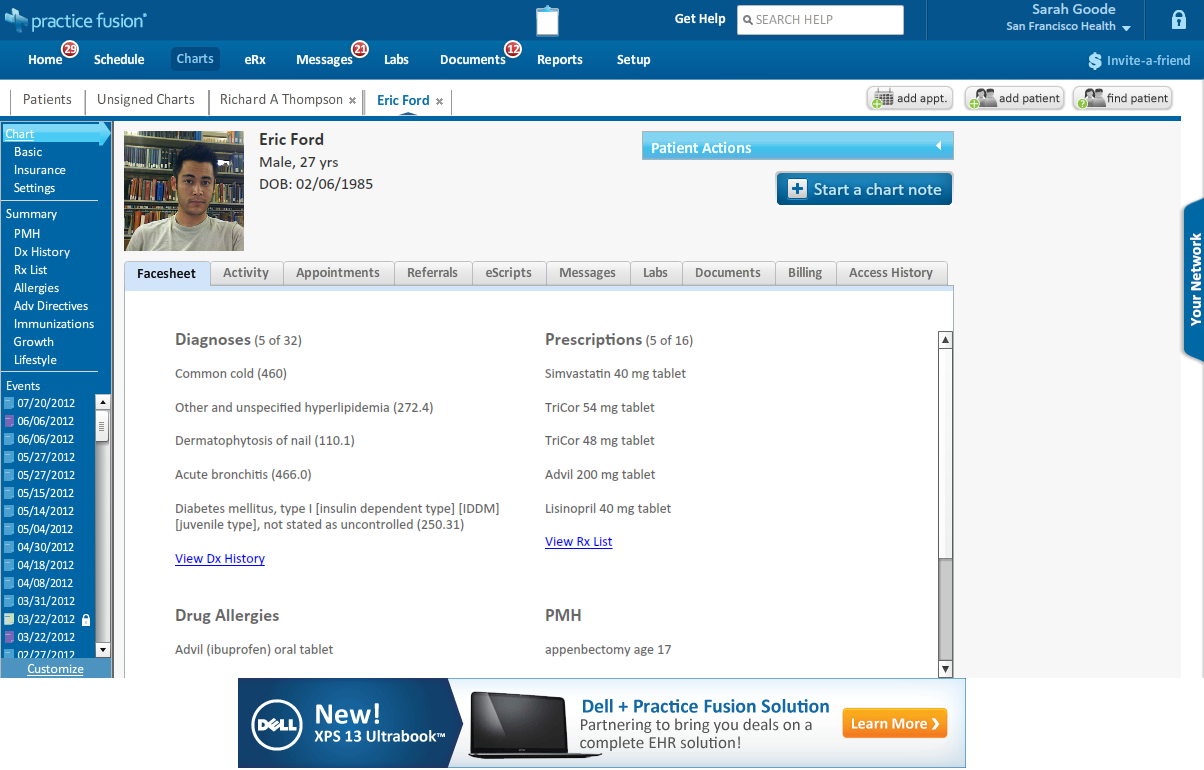 practice fusion
Get Help
SEARCH HELP
Sarah Goode
San Francisco Health
Home 29
Schedule
Charts
eRx
Messages 21
Labs
Documents 12
Reports
Setup
$ Invite-a-friend
Patients
Unsigned Charts
Richard A Thompson ×
Eric Ford ×
add appt.
add patient
find patient
Chart
Basic
Insurance
Settings
Summary
PMH
Dx History
Rx List
Allergies
Adv Directives
Immunizations
Growth
Lifestyle
Events
07/20/2012
06/06/2012
06/06/2012
05/27/2012
05/27/2012
05/15/2012
05/14/2012
05/04/2012
04/30/2012
04/18/2012
04/08/2012
03/31/2012
03/22/2012
03/22/2012
02/27/2012
Customize
Eric Ford
Male, 27 yrs
DOB: 02/06/1985
Patient Actions
Start a chart note
Your Network
Facesheet
Activity
Appointments
Referrals
eScripts
Messages
Labs
Documents
Billing
Access History
Diagnoses (5 of 32)
Common cold (460)
Other and unspecified hyperlipidemia (272.4)
Dermatophytosis of nail (110.1)
Acute bronchitis (466.0)
Diabetes mellitus, type I [insulin dependent type] [IDDM]
[juvenile type], not stated as uncontrolled (250.31)
View Dx History
Prescriptions (5 of 16)
Simvastatin 40 mg tablet
TriCor 54 mg tablet
TriCor 48 mg tablet
Advil 200 mg tablet
Lisinopril 40 mg tablet
View Rx List
Drug Allergies
Advil (ibuprofen) oral tablet
PMH
appenbectomy age 17
DELL
New!
XPS 13 Ultrabook™
Dell + Practice Fusion Solution
Partnering to bring you deals on a
complete EHR solution!
Learn More ❯